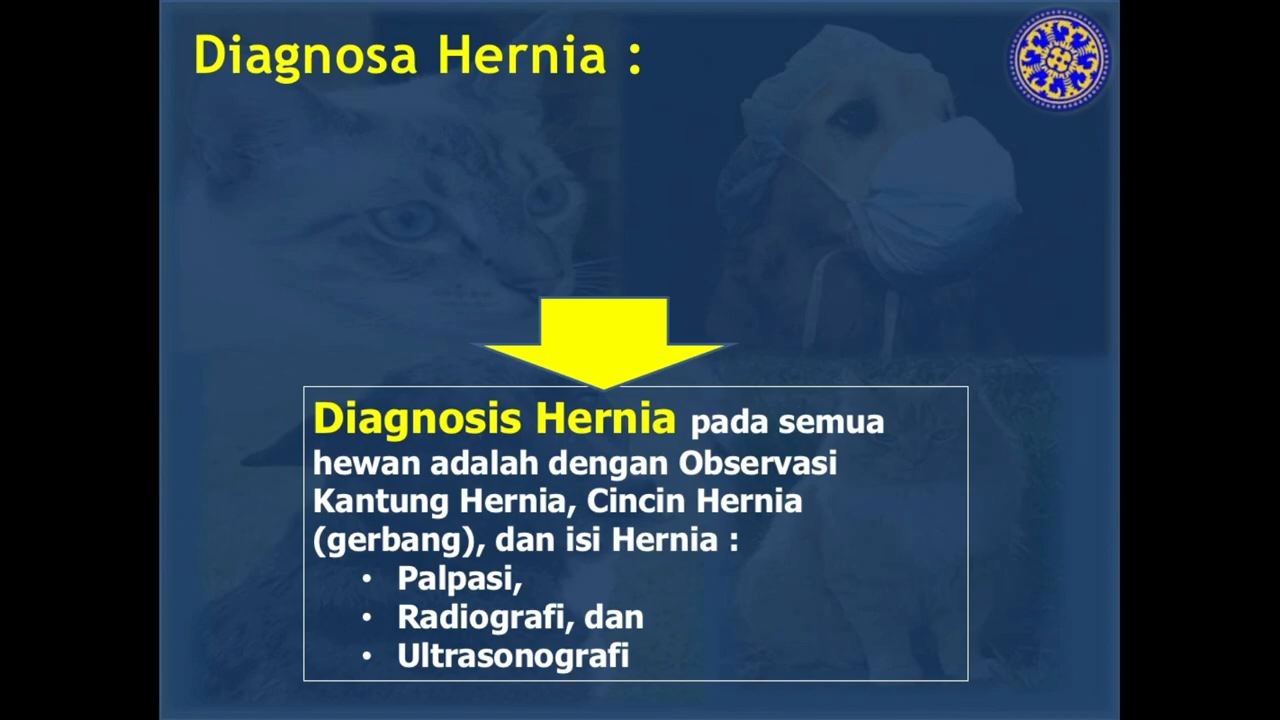 Diagnosa Hernia :
Diagnosis Hernia pada semua
hewan adalah dengan Observasi
Kantung Hernia, Cincin Hernia
(gerbang), dan isi Hernia :
• Palpasi,
• Radiografi, dan
• Ultrasonografi